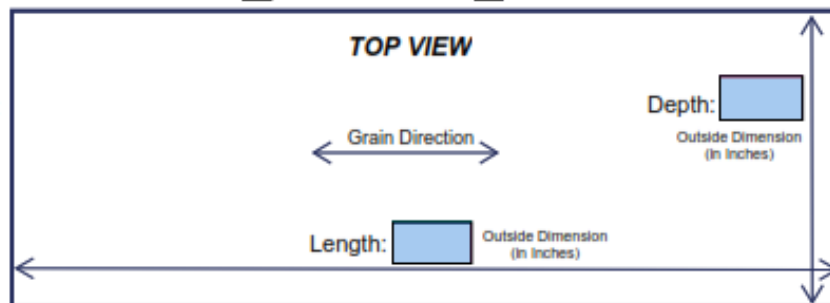 TOP VIEW
Depth:
Outside Dimension
(In Inches)
Grain Direction
Length:
Outside Dimension
(In Inches)